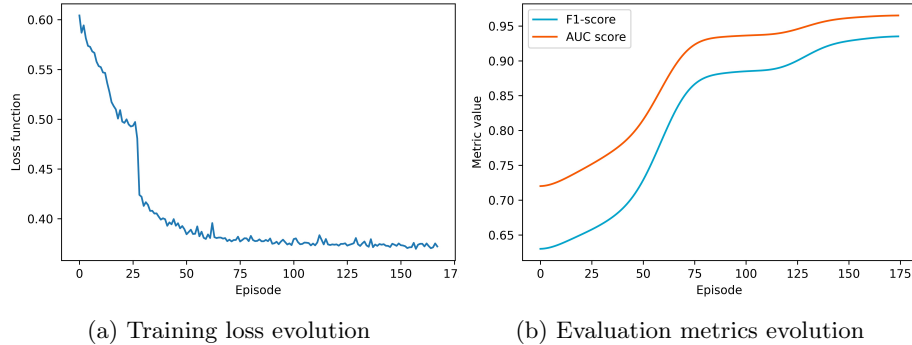 0.60
0.55
0.50
0.45
0.40
Loss function
0 25 50 75 100 125 150 17
Episode
(a) Training loss evolution
F1-score
AUC score
0.95
0.90
0.85
0.80
0.75
0.70
0.65
Metric value
0 25 50 75 100 125 150 175
Episode
(b) Evaluation metrics evolution